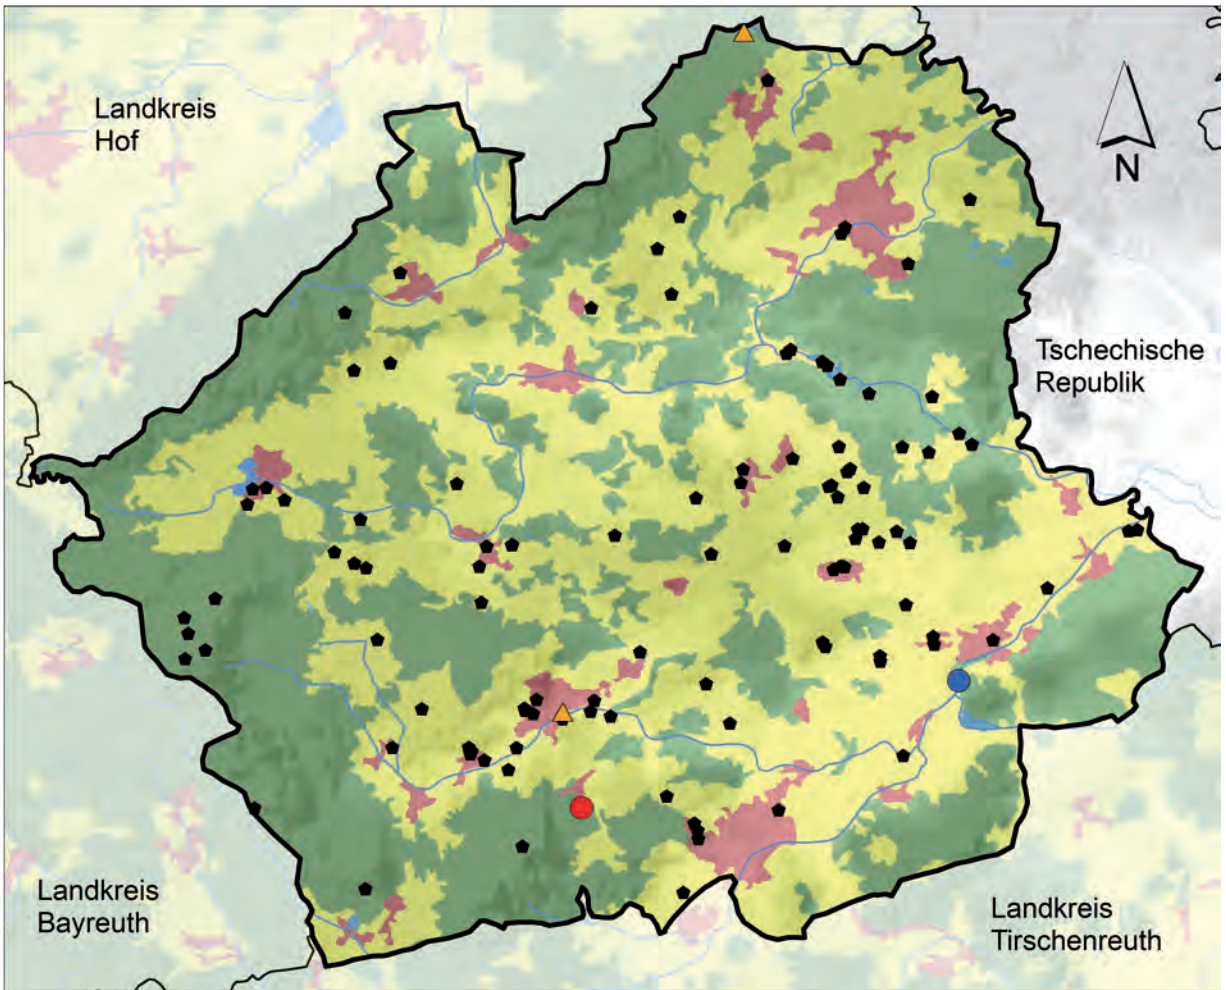 Landkreis
Hof
N
Tschechische
Republik
Landkreis
Bayreuth
Landkreis
Tirschenreuth